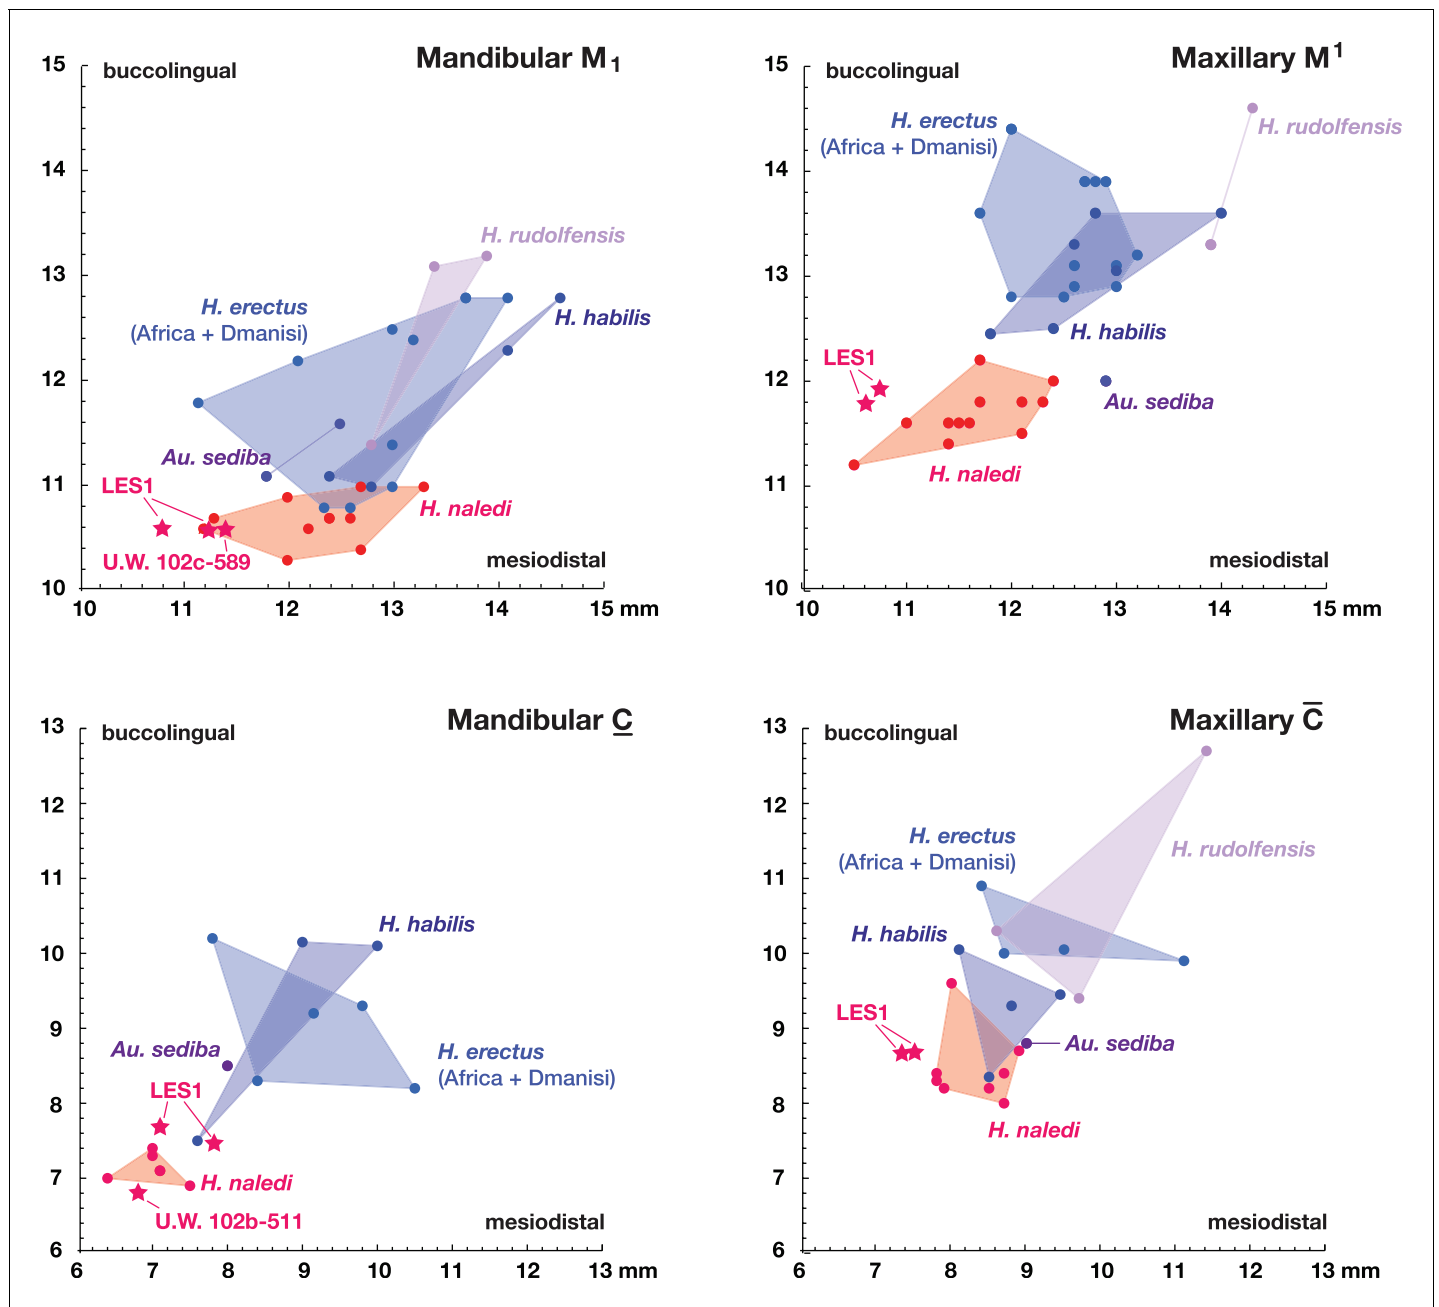 Mandibular M1
buccolingual
15
14
13
12
11
10
H. rudolfensis
H. erectus
(Africa + Dmanisi)
H. habilis
Au. sediba
LES1
H. naledi
U.W. 102c-589
mesiodistal
10 11 12 13 14 15 mm
Maxillary M1
buccolingual
15
14
13
12
11
10
H. erectus
(Africa + Dmanisi)
H. rudolfensis
H. habilis
LES1
Au. sediba
H. naledi
mesiodistal
10 11 12 13 14 15 mm
Mandibular C
buccolingual
13
12
11
10
9
8
7
6
H. habilis
Au. sediba
H. erectus
(Africa + Dmanisi)
LES1
H. naledi
U.W. 102b-511
mesiodistal
6 7 8 9 10 11 12 13 mm
Maxillary C
buccolingual
13
12
11
10
9
8
7
6
H. erectus
(Africa + Dmanisi)
H. rudolfensis
H. habilis
LES1
Au. sediba
H. naledi
mesiodistal
6 7 8 9 10 11 12 13 mm